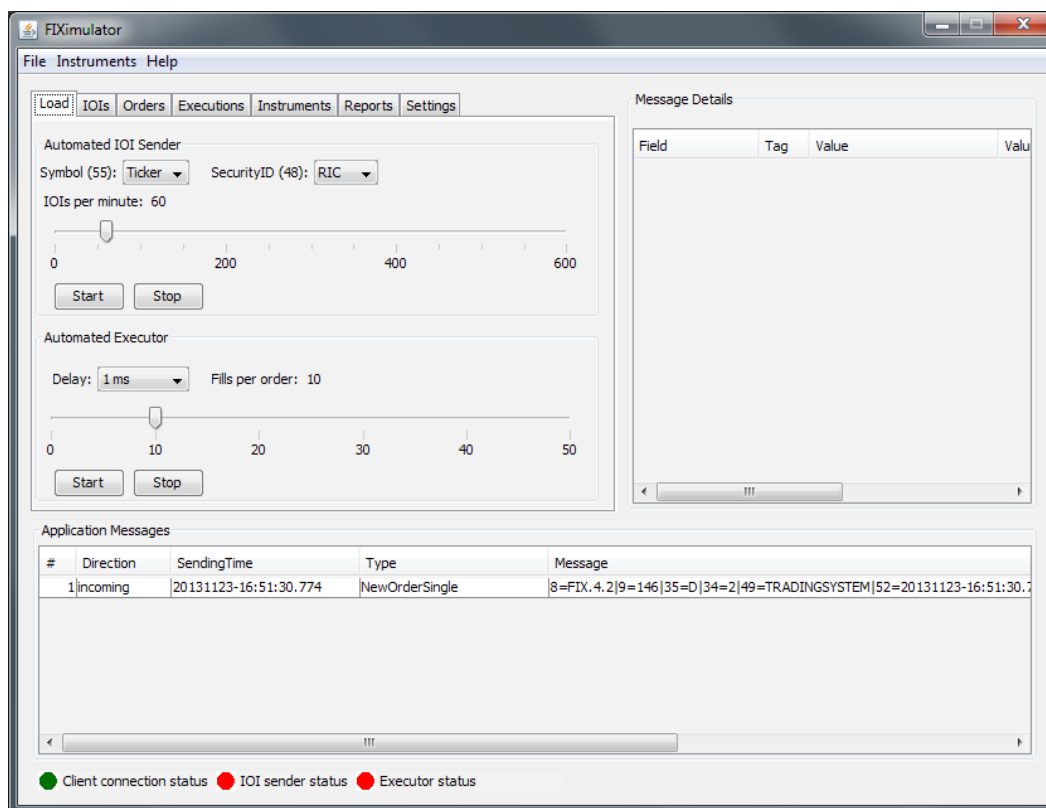 FIXimulator
File Instruments Help
Load IOIs Orders Executions Instruments Reports Settings
Automated IOI Sender
Symbol (55): Ticker SecurityID (48): RIC
IOIs per minute: 60
0 200 400 600
Start Stop
Automated Executor
Delay: 1 ms Fills per order: 10
0 10 20 30 40 50
Start Stop
Message Details
Field Tag Value Valu
Application Messages
# Direction SendingTime Type Message
1 incoming 20131123-16:51:30.774 NewOrderSingle 8=FIX.4.2|9=146|35=D|34=2|49=TRADINGSYSTEM|52=20131123-16:51:30.7
Client connection status IOI sender status Executor status